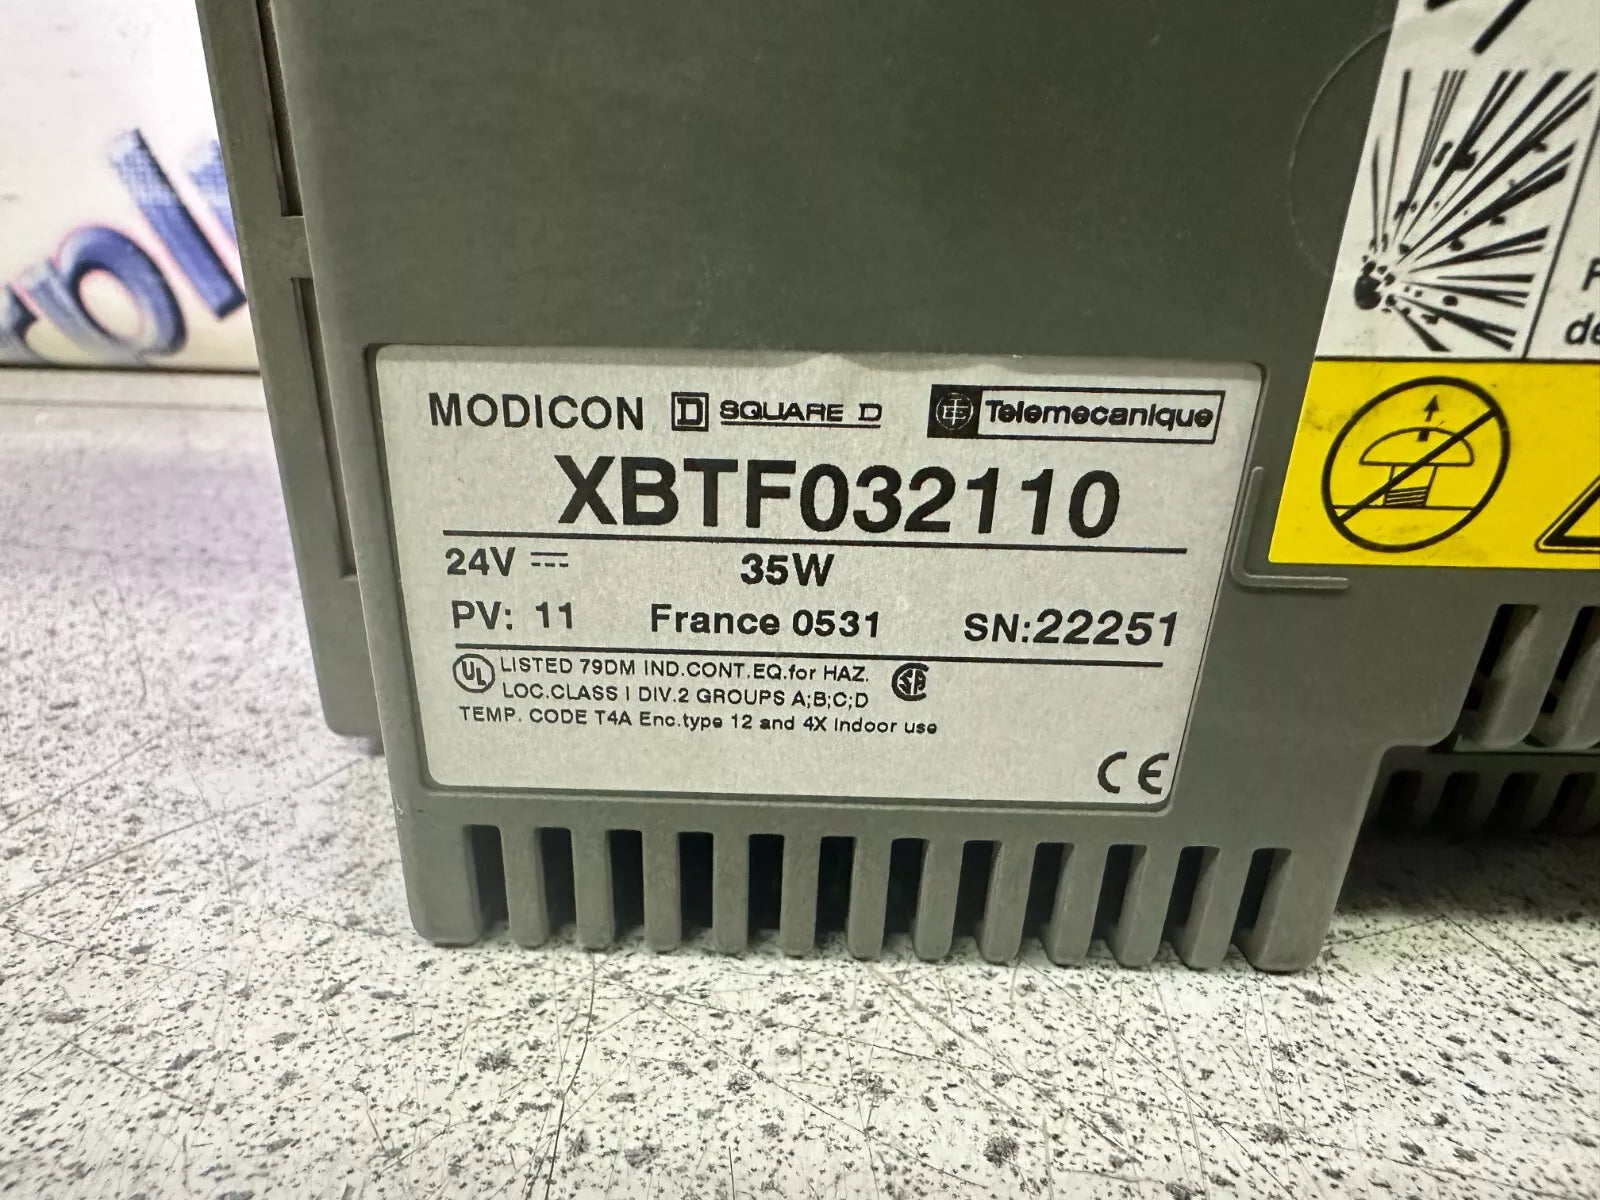 MODICON D SQUARE D Telemecanique
XBTF032110
24V 35W
PV: 11 France 0531 SN:22251
UL LISTED 79DM IND.CONT.EQ.for HAZ.
LOC.CLASS I DIV.2 GROUPS A;B;C;D
TEMP. CODE T4A Enc.type 12 and 4X Indoor use
CE